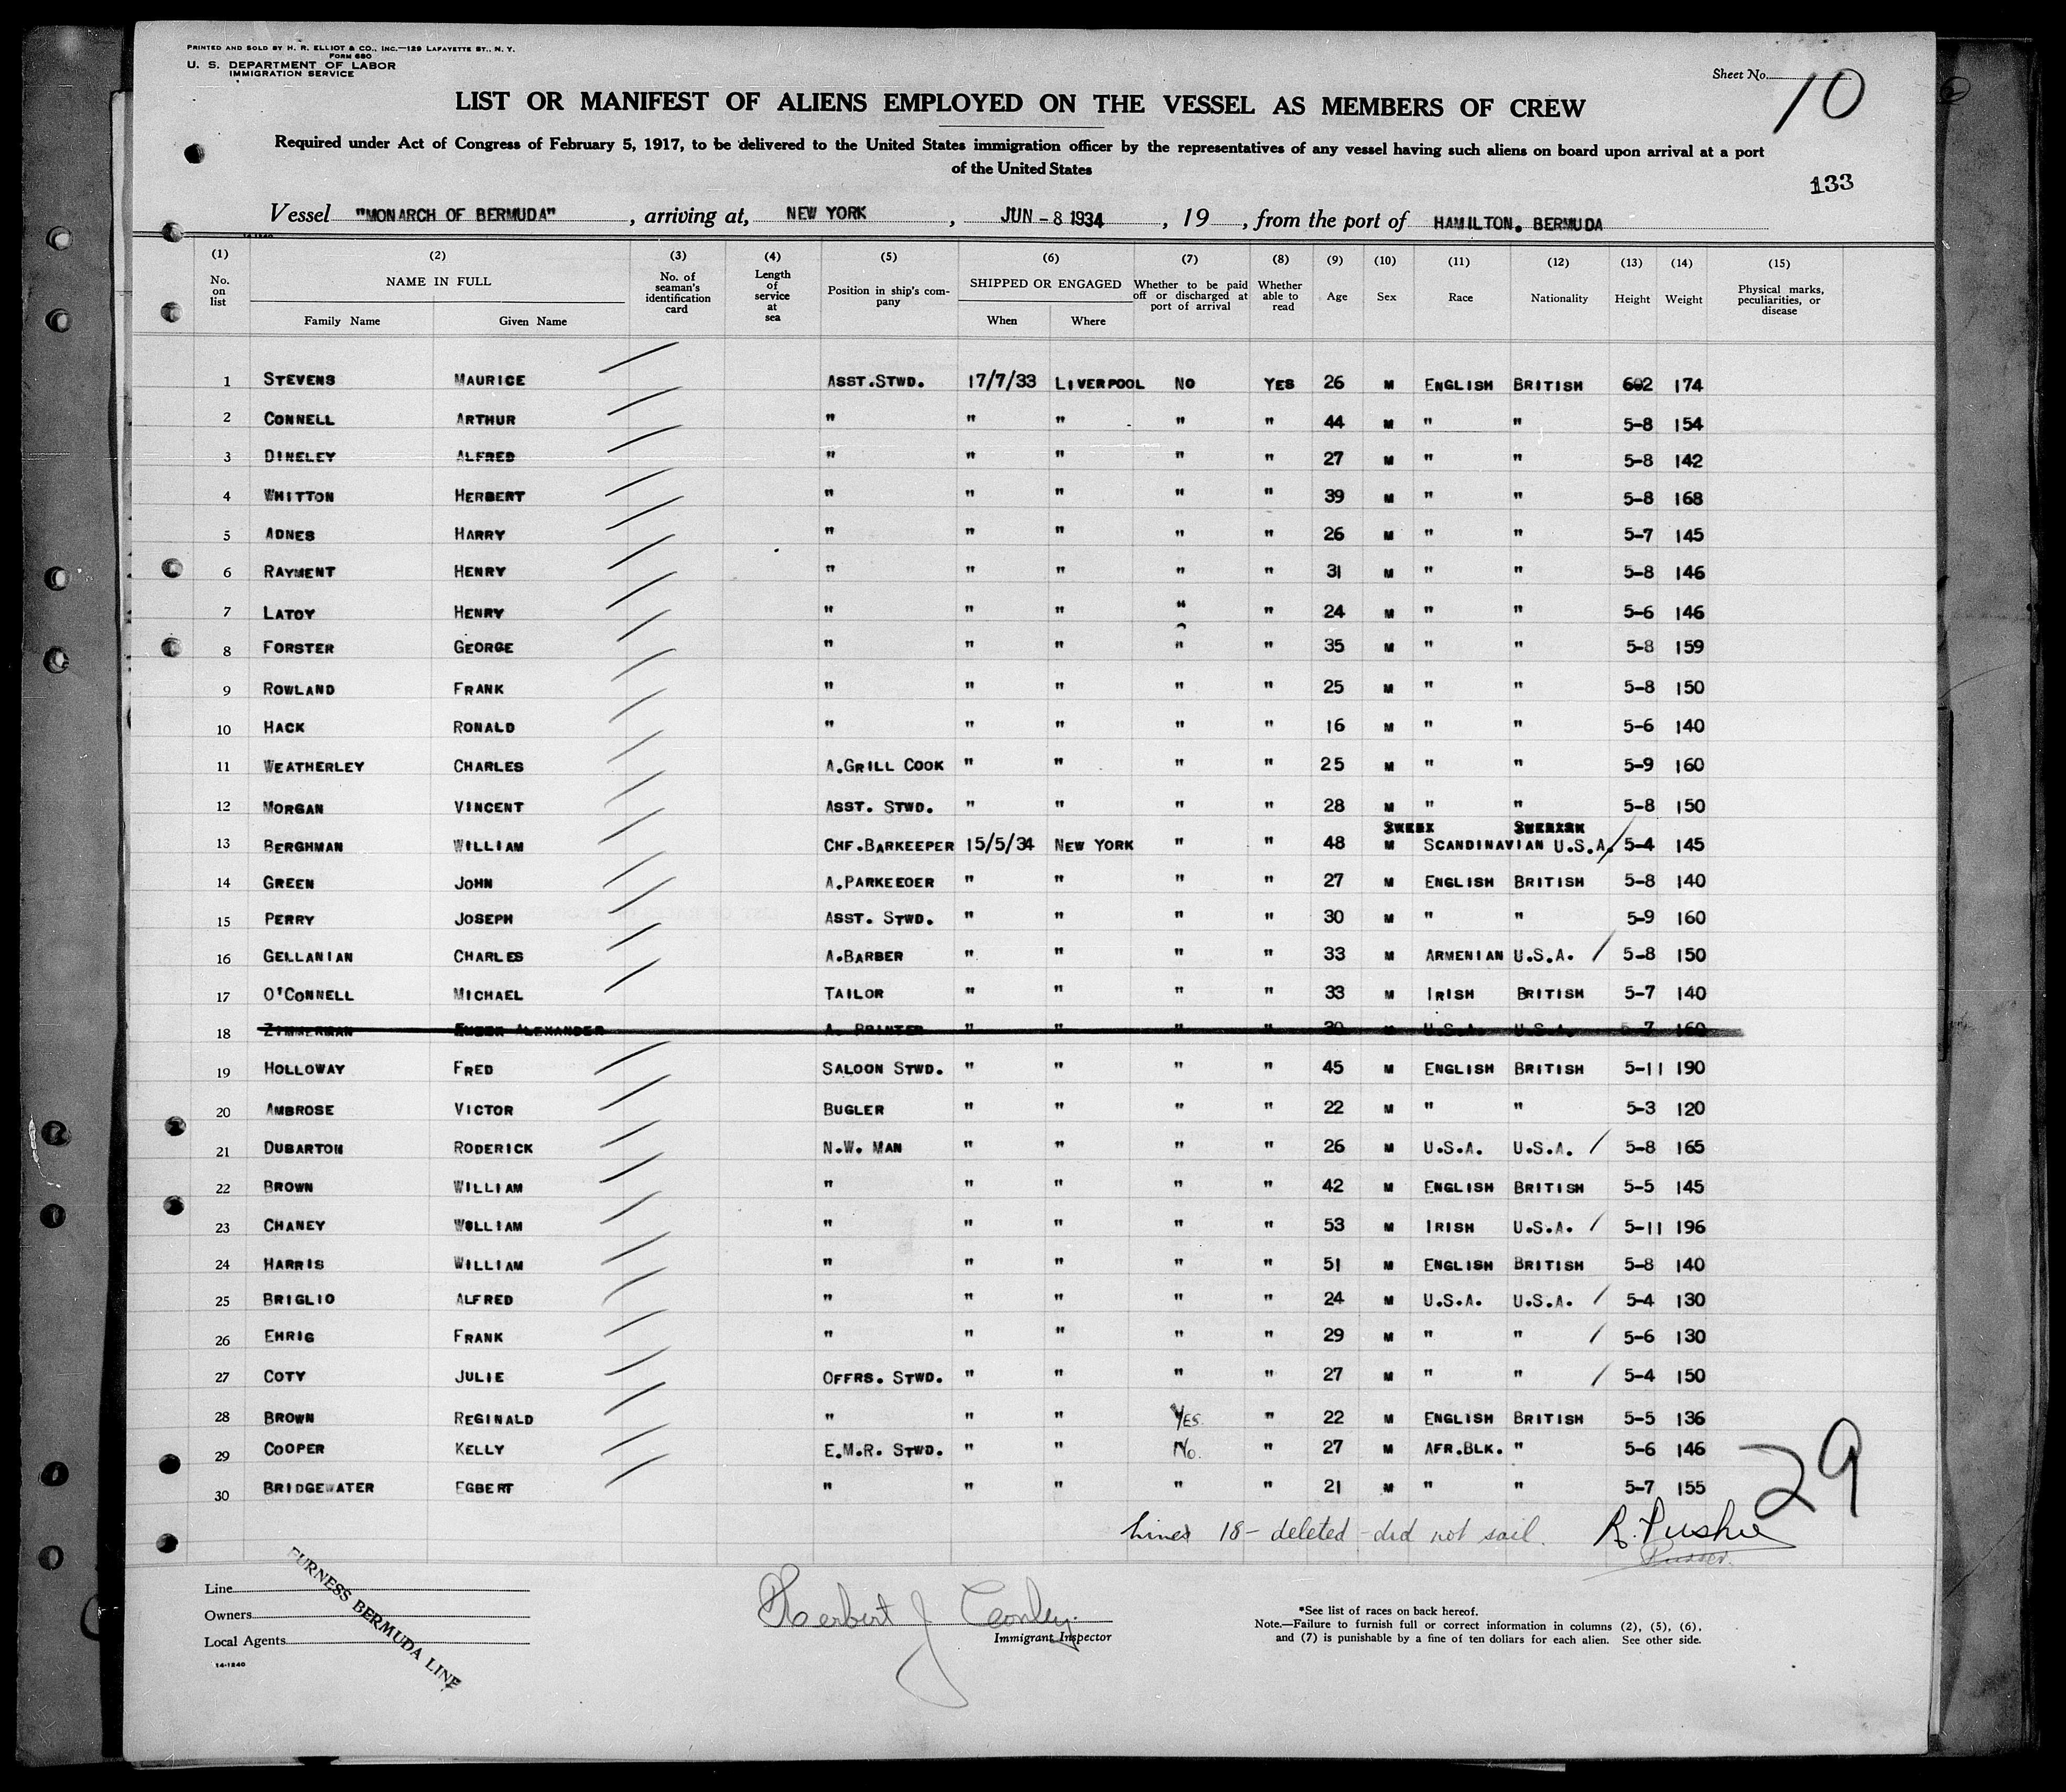 PRINTED AND SOLD BY H. R. ELLIOT & CO., INC.—129 LAFAYETTE ST., N. Y.
FORM 680
U. S. DEPARTMENT OF LABOR
IMMIGRATION SERVICE
Sheet No. 10
LIST OR MANIFEST OF ALIENS EMPLOYED ON THE VESSEL AS MEMBERS OF CREW
Required under Act of Congress of February 5, 1917, to be delivered to the United States immigration officer by the representatives of any vessel having such aliens on board upon arrival at a port
of the United States
133
Vessel "MONARCH OF BERMUDA", arriving at, NEW YORK, JUN - 8 1934, 19, from the port of HAMILTON. BERMUDA
14-1240
(1) (2) (3) (4) (5) (6) (7) (8) (9) (10) (11) (12) (13) (14) (15)
No. on list NAME IN FULL Family Name Given Name No. of seaman's identification card Length of service at sea Position in ship's company SHIPPED OR ENGAGED When Where Whether to be paid off or discharged at port of arrival Whether able to read Age Sex Race Nationality Height Weight Physical marks, peculiarities, or disease
1 STEVENS MAURICE ASST.STWD. 17/7/33 LIVERPOOL NO YES 26 M ENGLISH BRITISH 602 174
2 CONNELL ARTHUR " " " " " 44 M " " 5-8 154
3 DINELEY ALFRED " " " " " 27 M " " 5-8 142
4 WHITTON HERBERT " " " " " 39 M " " 5-8 168
5 ADNES HARRY " " " " " 26 M " " 5-7 145
6 RAYMENT HENRY " " " " " 31 M " " 5-8 146
7 LATOY HENRY " " " " " 24 M " " 5-6 146
8 FORSTER GEORGE " " " " " 35 M " " 5-8 159
9 ROWLAND FRANK " " " " " 25 M " " 5-8 150
10 HACK RONALD " " " " " 16 M " " 5-6 140
11 WEATHERLEY CHARLES A.GRILL COOK " " " " 25 M " " 5-9 160
12 MORGAN VINCENT ASST. STWD. " " " " 28 M " " 5-8 150
13 BERGHMAN WILLIAM CHF.BARKEEPER 15/5/34 NEW YORK " " 48 M SCANDINAVIAN U.S.A. 5-4 145
14 GREEN JOHN A.PARKEEOER " " " " 27 M ENGLISH BRITISH 5-8 140
15 PERRY JOSEPH ASST. STWD. " " " " 30 M " " 5-9 160
16 GELLANIAN CHARLES A.BARBER " " " " 33 M ARMENIAN U.S.A. 5-8 150
17 O'CONNELL MICHAEL TAILOR " " " " 33 M IRISH BRITISH 5-7 140
18 ZIMMERMAN ALEXANDER A. PRINTER " " " " 30 M U.S.A. U.S.A. 5-7 160
19 HOLLOWAY FRED SALOON STWD. " " " " 45 M ENGLISH BRITISH 5-11 190
20 AMBROSE VICTOR BUGLER " " " " 22 M " " 5-3 120
21 DUBARTON RODERICK N.W. MAN " " " " 26 M U.S.A. U.S.A. 5-8 165
22 BROWN WILLIAM " " " " " 42 M ENGLISH BRITISH 5-5 145
23 CHANEY WOLLIAM " " " " " 53 M IRISH U.S.A. 5-11 196
24 HARRIS WILLIAM " " " " " 51 M ENGLISH BRITISH 5-8 140
25 BRIGLIO ALFRED " " " " " 24 M U.S.A. U.S.A. 5-4 130
26 EHRIG FRANK " " " " " 29 M " " 5-6 130
27 COTY JULIE OFFRS. STWD. " " " " 27 M " " 5-4 150
28 BROWN REGINALD " " " YES. " 22 M ENGLISH BRITISH 5-5 136
29 COOPER KELLY E.M.R. STWD. " " No. " 27 M AFR.BLK. " 5-6 146
30 BRIDGEWATER EGBERT " " " " " 21 M " " 5-7 155
29
Lines 18 - deleted - did not sail.
Purser.
Line
Owners
Local Agents
14-1240
FURNESS BERMUDA LINE
Herbert J Conley
Immigrant Inspector
*See list of races on back hereof.
Note.—Failure to furnish full or correct information in columns (2), (5), (6),
and (7) is punishable by a fine of ten dollars for each alien. See other side.